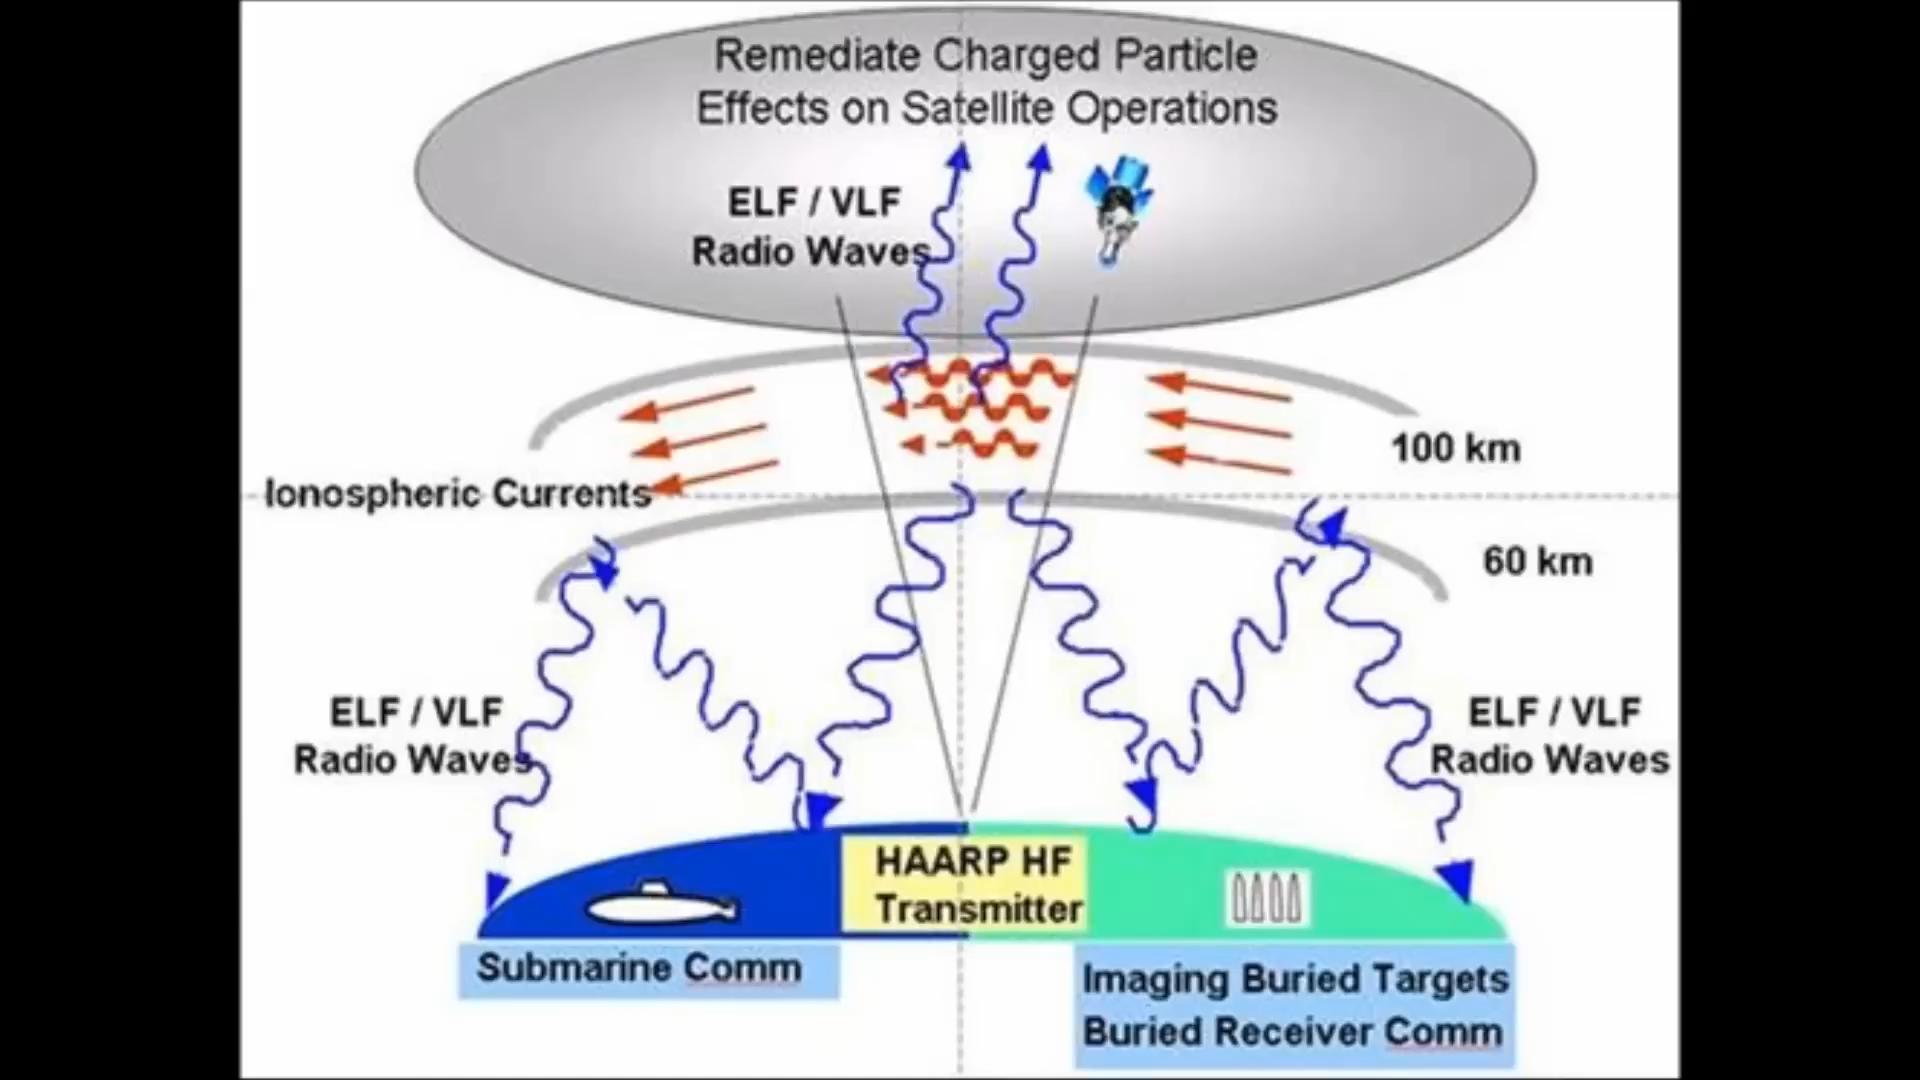 Remediate Charged Particle
Effects on Satellite Operations
ELF / VLF
Radio Waves
100 km
Ionospheric Currents
60 km
ELF / VLF
Radio Waves
ELF / VLF
Radio Waves
HAARP HF
Transmitter
Submarine Comm
Imaging Buried Targets
Buried Receiver Comm